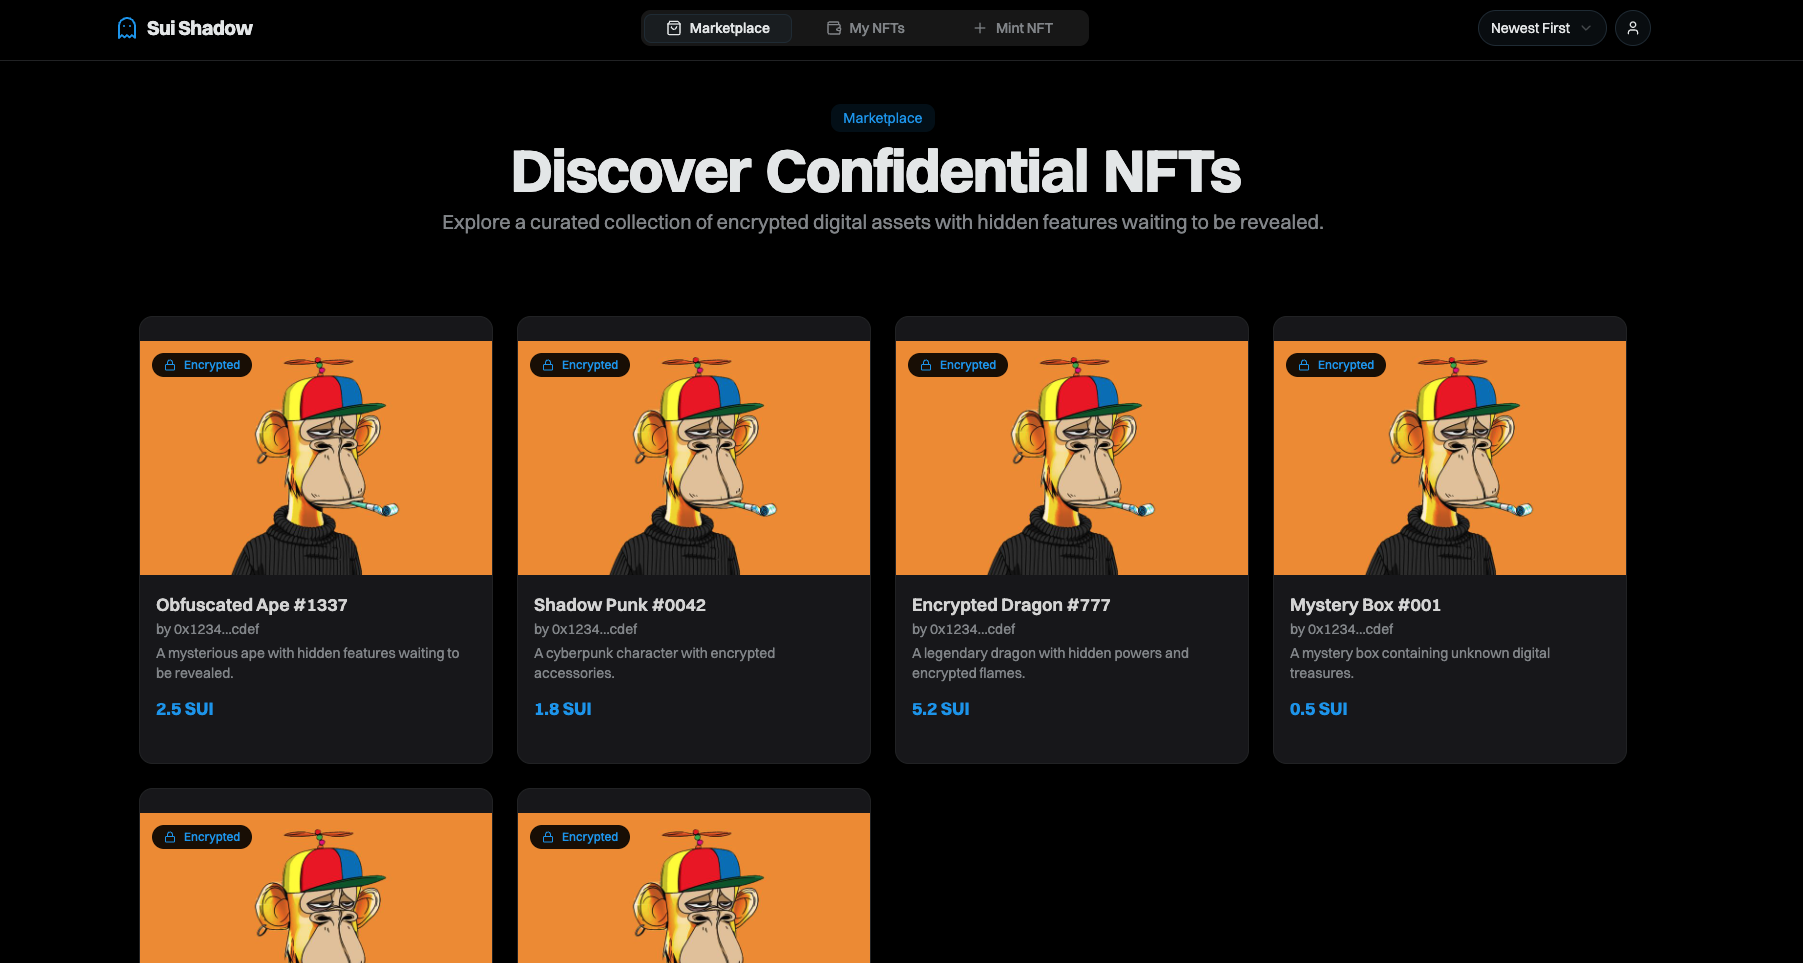 Sui Shadow
Marketplace
My NFTs
Mint NFT
Newest First
Marketplace
Discover Confidential NFTs
Explore a curated collection of encrypted digital assets with hidden features waiting to be revealed.
Encrypted
Encrypted
Encrypted
Encrypted
Obfuscated Ape #1337
by 0x1234...cdef
A mysterious ape with hidden features waiting to
be revealed.
2.5 SUI
Shadow Punk #0042
by 0x1234...cdef
A cyberpunk character with encrypted
accessories.
1.8 SUI
Encrypted Dragon #777
by 0x1234...cdef
A legendary dragon with hidden powers and
encrypted flames.
5.2 SUI
Mystery Box #001
by 0x1234...cdef
A mystery box containing unknown digital
treasures.
0.5 SUI
Encrypted
Encrypted